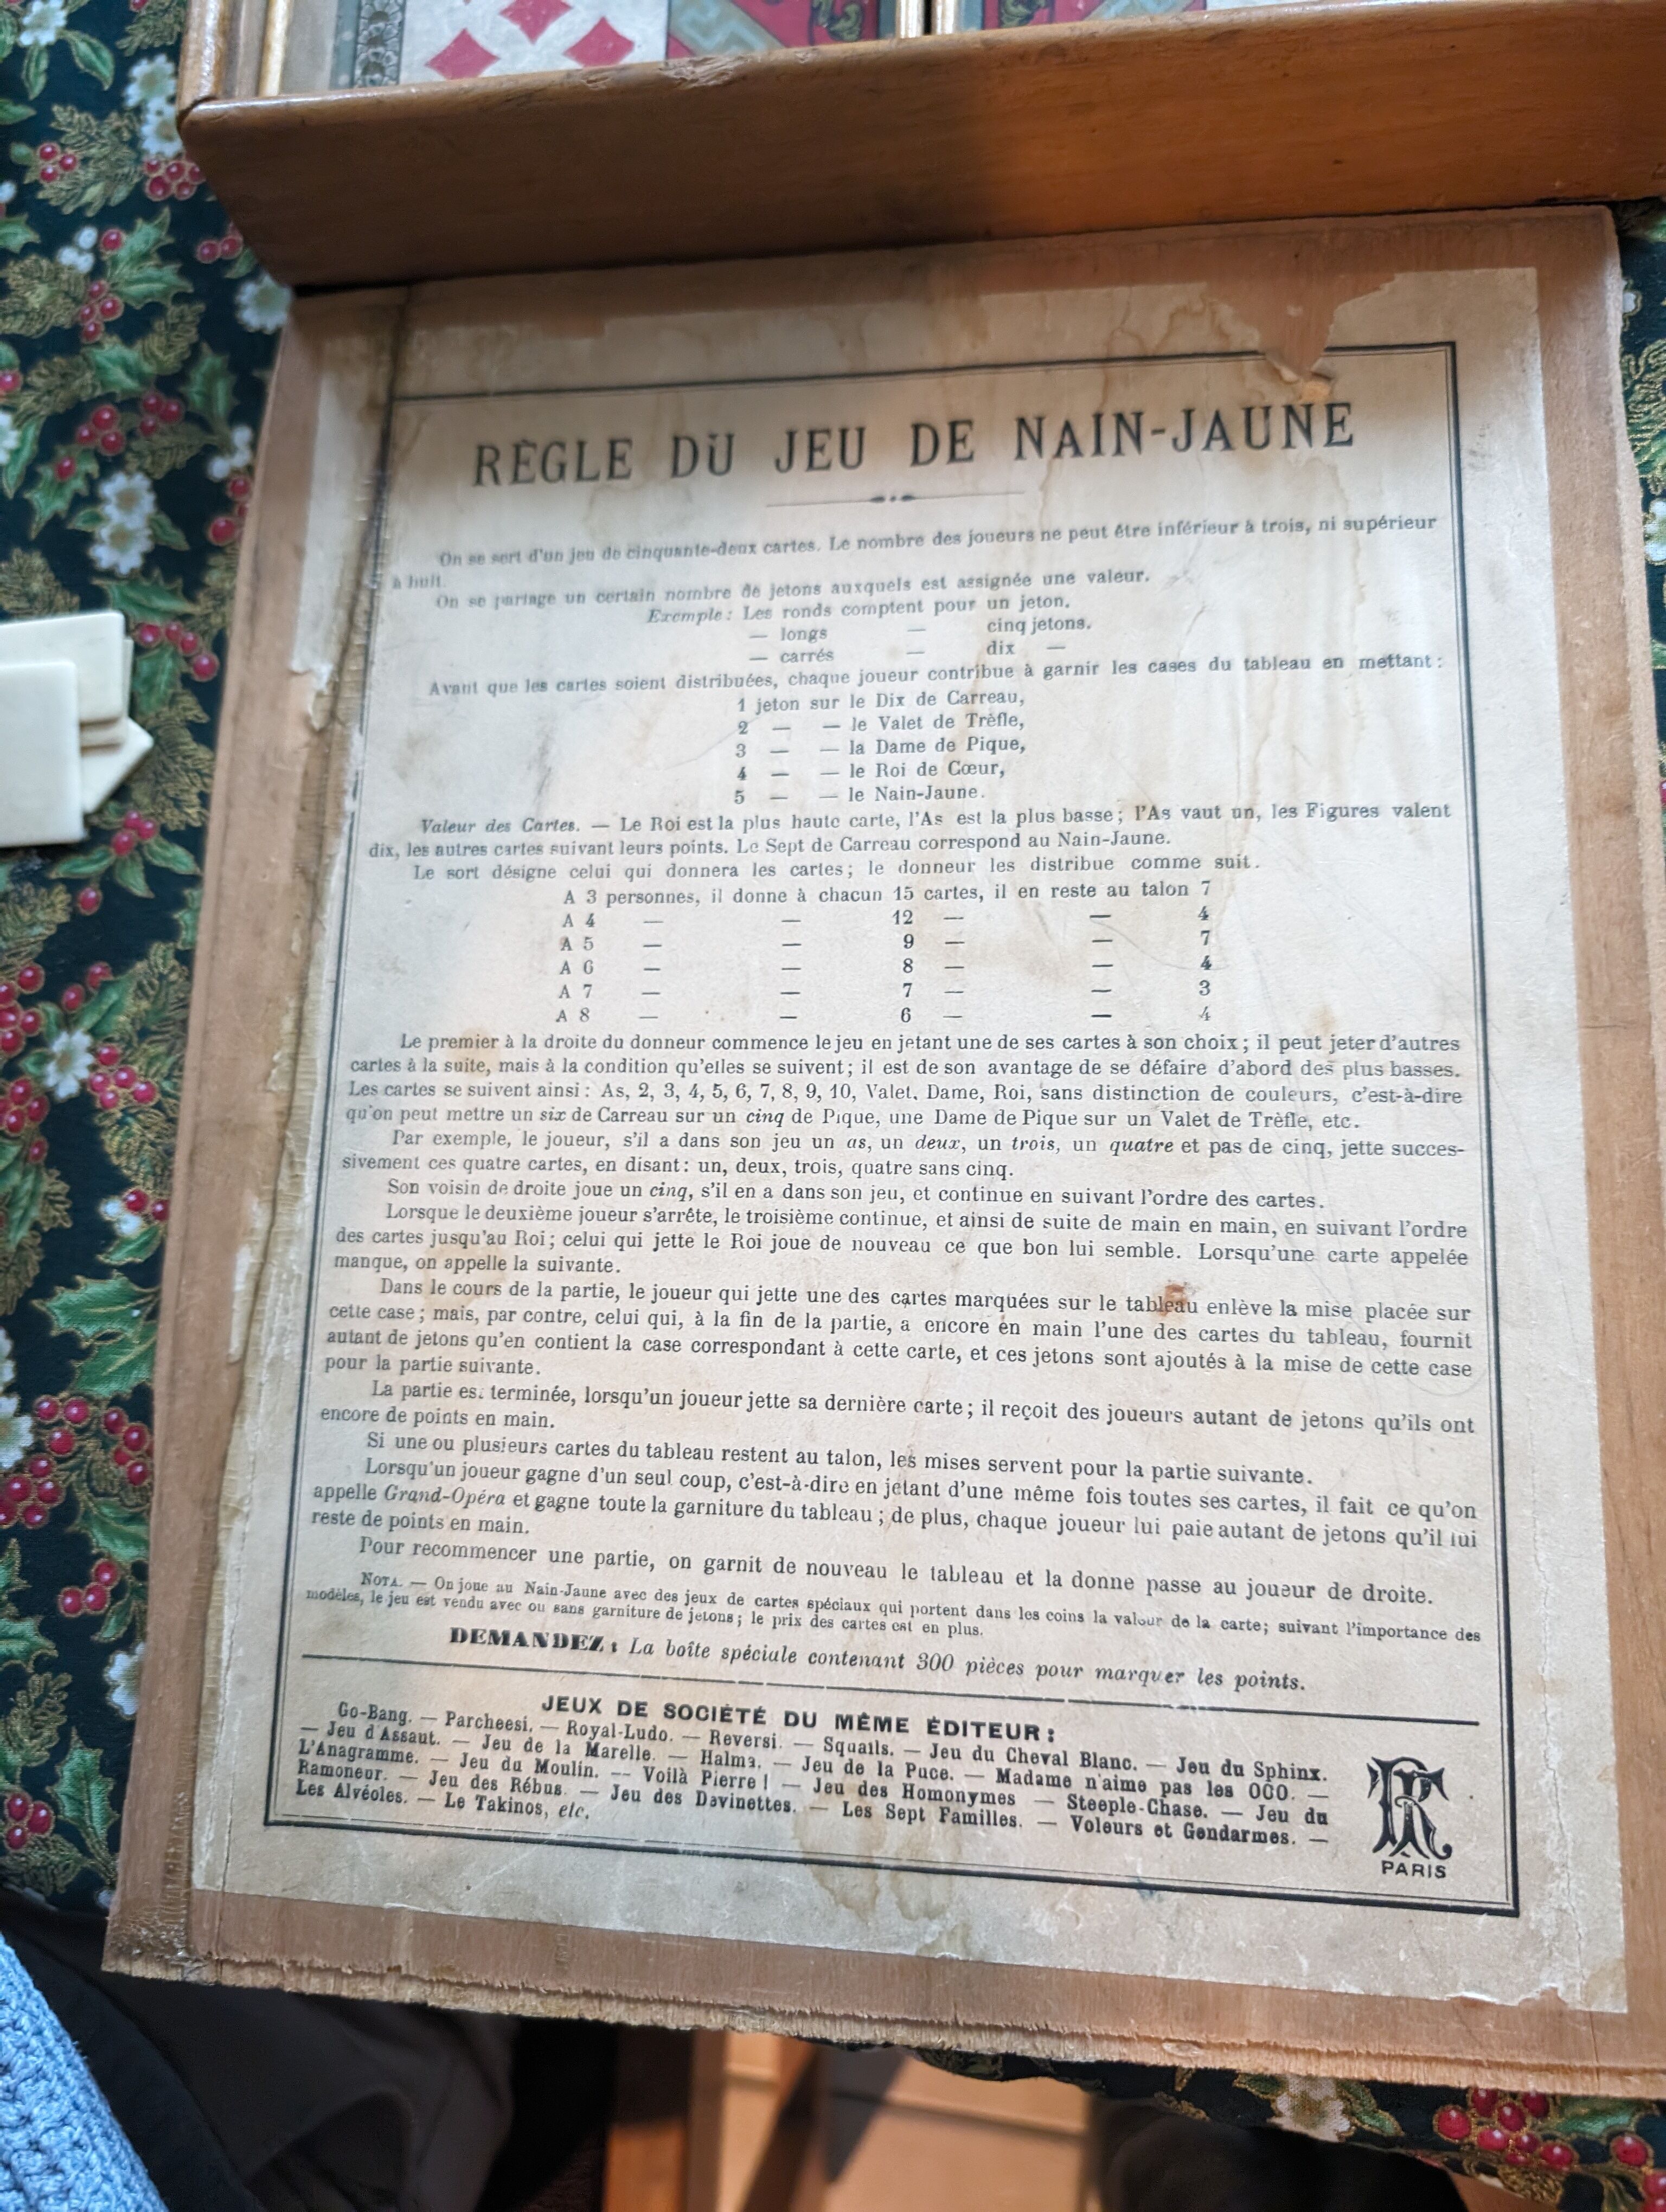 RÈGLE DU JEU DE NAIN-JAUNE
On se sert d'un jeu de cinquante-deux cartes. Le nombre des joueurs ne peut être inférieur à trois, ni supérieur
à huit.
On se partage un certain nombre de jetons auxquels est assignée une valeur.
Exemple : Les ronds comptent pour un jeton.
— longs — cinq jetons.
— carrés — dix —
Avant que les cartes soient distribuées, chaque joueur contribue à garnir les cases du tableau en mettant :
1 jeton sur le Dix de Carreau,
2 — — le Valet de Trèfle,
3 — — la Dame de Pique,
4 — — le Roi de Cœur,
5 — — le Nain-Jaune.
Valeur des Cartes. — Le Roi est la plus haute carte, l'As est la plus basse ; l'As vaut un, les Figures valent
dix, les autres cartes suivant leurs points. Le Sept de Carreau correspond au Nain-Jaune.
Le sort désigne celui qui donnera les cartes ; le donneur les distribue comme suit.
A 3 personnes, il donne à chacun 15 cartes, il en reste au talon 7
A 4 — — 12 — — 4
A 5 — — 9 — — 7
A 6 — — 8 — — 4
A 7 — — 7 — — 3
A 8 — — 6 — — 4
Le premier à la droite du donneur commence le jeu en jetant une de ses cartes à son choix ; il peut jeter d'autres
cartes à la suite, mais à la condition qu'elles se suivent ; il est de son avantage de se défaire d'abord des plus basses.
Les cartes se suivent ainsi : As, 2, 3, 4, 5, 6, 7, 8, 9, 10, Valet, Dame, Roi, sans distinction de couleurs, c'est-à-dire
qu'on peut mettre un six de Carreau sur un cinq de Pique, une Dame de Pique sur un Valet de Trèfle, etc.
Par exemple, le joueur, s'il a dans son jeu un as, un deux, un trois, un quatre et pas de cinq, jette succes-
sivement ces quatre cartes, en disant : un, deux, trois, quatre sans cinq.
Son voisin de droite joue un cinq, s'il en a dans son jeu, et continue en suivant l'ordre des cartes.
Lorsque le deuxième joueur s'arrête, le troisième continue, et ainsi de suite de main en main, en suivant l'ordre
des cartes jusqu'au Roi ; celui qui jette le Roi joue de nouveau ce que bon lui semble. Lorsqu'une carte appelée
manque, on appelle la suivante.
Dans le cours de la partie, le joueur qui jette une des cartes marquées sur le tableau enlève la mise placée sur
cette case ; mais, par contre, celui qui, à la fin de la partie, a encore en main l'une des cartes du tableau, fournit
autant de jetons qu'en contient la case correspondant à cette carte, et ces jetons sont ajoutés à la mise de cette case
pour la partie suivante.
La partie est terminée, lorsqu'un joueur jette sa dernière carte ; il reçoit des joueurs autant de jetons qu'ils ont
encore de points en main.
Si une ou plusieurs cartes du tableau restent au talon, les mises servent pour la partie suivante.
Lorsqu'un joueur gagne d'un seul coup, c'est-à-dire en jetant d'une même fois toutes ses cartes, il fait ce qu'on
appelle Grand-Opéra et gagne toute la garniture du tableau ; de plus, chaque joueur lui paie autant de jetons qu'il lui
reste de points en main.
Pour recommencer une partie, on garnit de nouveau le tableau et la donne passe au joueur de droite.
NOTA. — On joue au Nain-Jaune avec des jeux de cartes spéciaux qui portent dans les coins la valeur de la carte ; suivant l'importance des
modèles, le jeu est vendu avec ou sans garniture de jetons ; le prix des cartes est en plus.
DEMANDEZ : La boîte spéciale contenant 300 pièces pour marquer les points.
JEUX DE SOCIÉTÉ DU MÊME ÉDITEUR :
Go-Bang. — Parcheesi. — Royal-Ludo. — Reversi. — Squails. — Jeu du Cheval Blanc. — Jeu du Sphinx.
— Jeu d'Assaut. — Jeu de la Marelle. — Halma. — Jeu de la Puce. — Madame n'aime pas les OGO. —
L'Anagramme. — Jeu du Moulin. — Voilà Pierre ! — Jeu des Homonymes — Steeple-Chase. — Jeu du
Ramoneur. — Jeu des Rébus. — Jeu des Devinettes. — Les Sept Familles. — Voleurs et Gendarmes. —
Les Alvéoles. — Le Takinos, etc.
PARIS